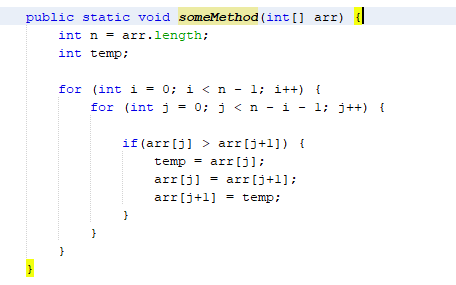 public static void someMethod(int[] arr) {
int n = arr.length;
int temp;
for (int i = 0; i < n - 1; i++) {
for (int j = 0; j < n - i - 1; j++) {
if(arr[j] > arr[j+1]) {
temp = arr[j];
arr[j] = arr[j+1];
arr[j+1] = temp;
}
}
}
}